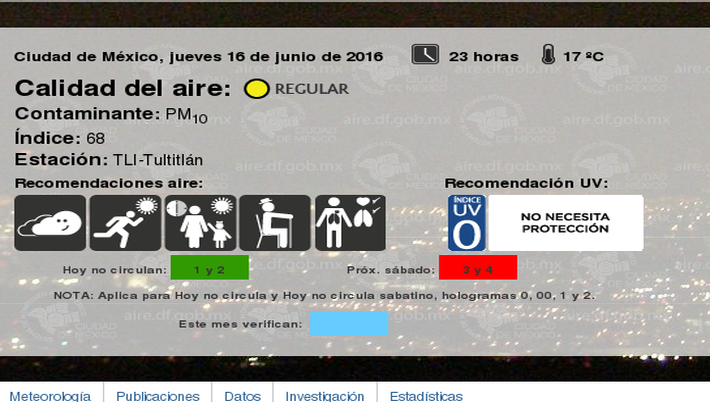 Ciudad de México, jueves 16 de junio de 2016 23 horas 17 ºC
Calidad del aire: REGULAR
Contaminante: PM10
Índice: 68
Estación: TLI-Tultitlán
Recomendaciones aire: Recomendación UV:
ÍNDICE
UV
0
NO NECESITA
PROTECCIÓN
Hoy no circulan: 1 y 2 Próx. sábado: 3 y 4
NOTA: Aplica para Hoy no circula y Hoy no circula sabatino, hologramas 0, 00, 1 y 2.
Este mes verifican:
Meteorología Publicaciones Datos Investigación Estadísticas
aire.df.gob.mx
CIUDAD
DE MÉXICO